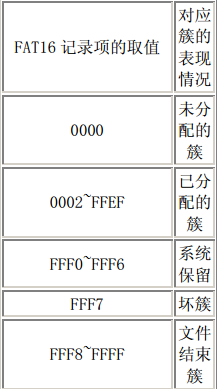 FAT16 记录项的取值
对应
簇的
表现
情况
0000
未分
配的
簇
0002~FFEF
已分
配的
簇
FFF0~FFF6
系统
保留
FFF7
坏簇
FFF8~FFFF
文件
结束
簇